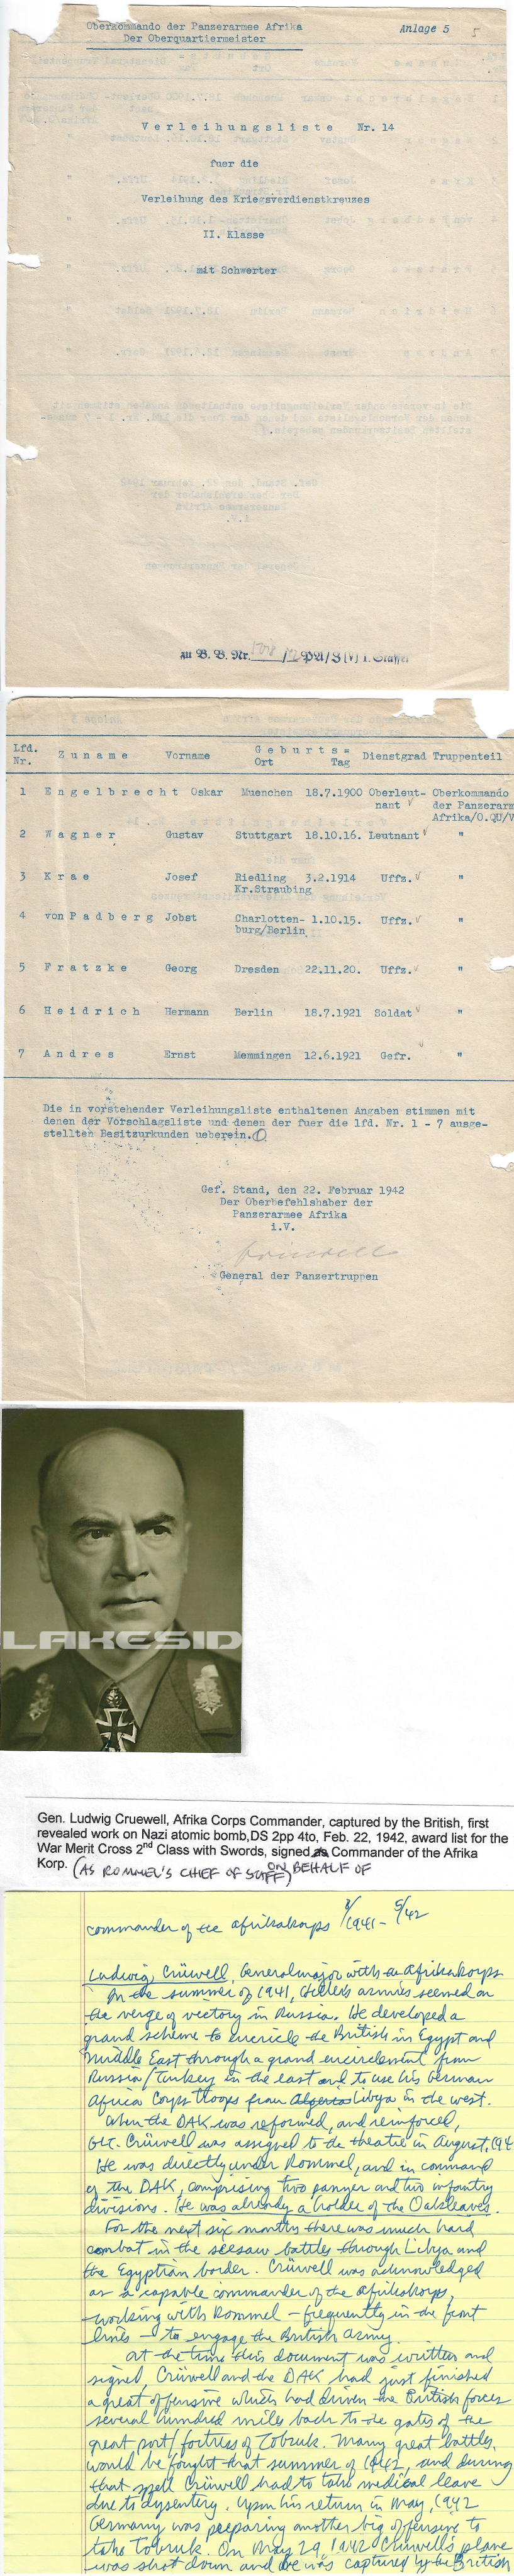 Oberkommando der Panzerarmee Afrika
Der Oberquartiermeister
Anlage 5
5
Verleihungsliste Nr. 14
fuer die
Verleihung des Kriegsverdienstkreuzes
II. Klasse
mit Schwerter
zu B. B. Nr. /
Lfd. Nr. Zuname Vorname Geburts= Ort Tag Dienstgrad Truppenteil
1 Engelbrecht Oskar Muenchen 18.7.1900 Oberleut- Oberkommando
nant der Panzerarm
Afrika/O.QU/V
2 Wagner Gustav Stuttgart 18.10.16. Leutnant "
3 Krae Josef Riedling 3.2.1914 Uffz. "
Kr.Straubing
4 von Padberg Jobst Charlotten- 1.10.15. Uffz. "
burg/Berlin
5 Fratzke Georg Dresden 22.11.20. Uffz. "
6 Heidrich Hermann Berlin 18.7.1921 Soldat "
7 Andres Ernst Memmingen 12.6.1921 Gefr. "
Die in vorstehender Verleihungsliste enthaltenen Angaben stimmen mit
denen der Vorschlagsliste und denen der fuer die lfd. Nr. 1 - 7 ausge-
stellten Besitzurkunden ueberein.
Gef. Stand, den 22. Februar 1942
Der Oberbefehlshaber der
Panzerarmee Afrika
i.V.
General der Panzertruppen
LAKESID
Gen. Ludwig Cruewell, Afrika Corps Commander, captured by the British, first
revealed work on Nazi atomic bomb,DS 2pp 4to, Feb. 22, 1942, award list for the
War Merit Cross 2nd Class with Swords, signed as Commander of the Afrika
Korp. (AS ROMMEL'S CHIEF OF STAFF) ON BEHALF OF
commander of the afrikakorps 8/1941 - 5/42
Ludwig Crüwell, Generalmajor with the Afrikakorps
In the summer of 1941, Hitler's armies seemed on
the verge of victory in Russia. He developed a
grand scheme to encircle the British in Egypt and
Middle East through a grand encirclement from
Russia/Turkey in the east and to use his German
Africa Corps troops from Algeria Libya in the west.
When the DAK was reformed, and reinforced,
Glt. Crüwell was assigned to the theatre in August, 194
He was directly under Rommel, and in command
of the DAK, comprising two panzer and two infantry
divisions. He was already a holder of the Oakleaves.
For the next six months there was much hard
combat in the seesaw battles through Libya and
the Egyptian border. Crüwell was acknowledged
as a capable commander of the afrikakorps,
working with Rommel - frequently in the front
lines - to engage the British army.
At the time this document was written and
signed, Crüwell and the DAK had just finished
a great offensive which had driven the British forces
several hundred miles back to the gates of the
great port/fortress of Tobruk. Many great battles
would be fought that summer of 1942, and during
that spell Crüwell had to take medical leave
due to dysentery. Upon his return in May, 1942
Germany was preparing another big offensive to
take Tobruk. On May 29, 1942 Crüwell's plane
was shot down and he was captured by the British